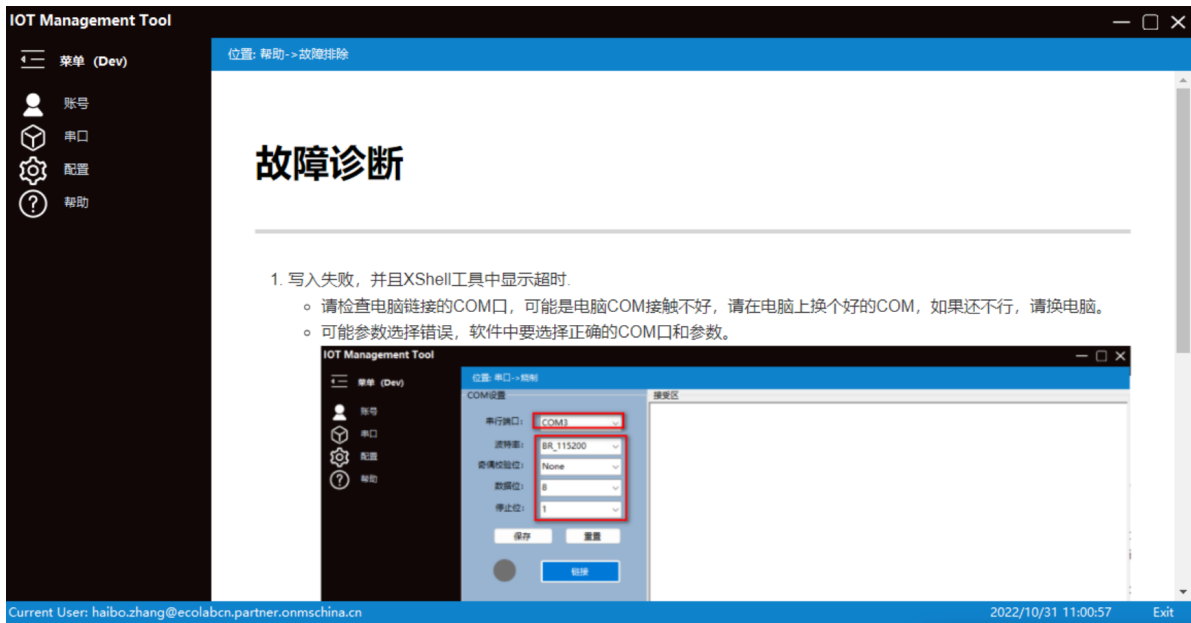 IOT Management Tool
菜单 (Dev)
位置: 帮助->故障排除
账号
串口
配置
帮助
故障诊断
1. 写入失败，并且XShell工具中显示超时.
请检查电脑链接的COM口，可能是电脑COM接触不好，请在电脑上换个好的COM，如果还不行，请换电脑。
可能参数选择错误，软件中要选择正确的COM口和参数。
IOT Management Tool
菜单 (Dev)
位置: 串口->烧制
账号
串口
配置
帮助
COM设置
接受区
串行端口: COM3
波特率: BR_115200
奇偶校验位: None
数据位: 8
停止位: 1
保存
重置
链接
Current User: haibo.zhang@ecolabcn.partner.onmschina.cn
2022/10/31 11:00:57
Exit